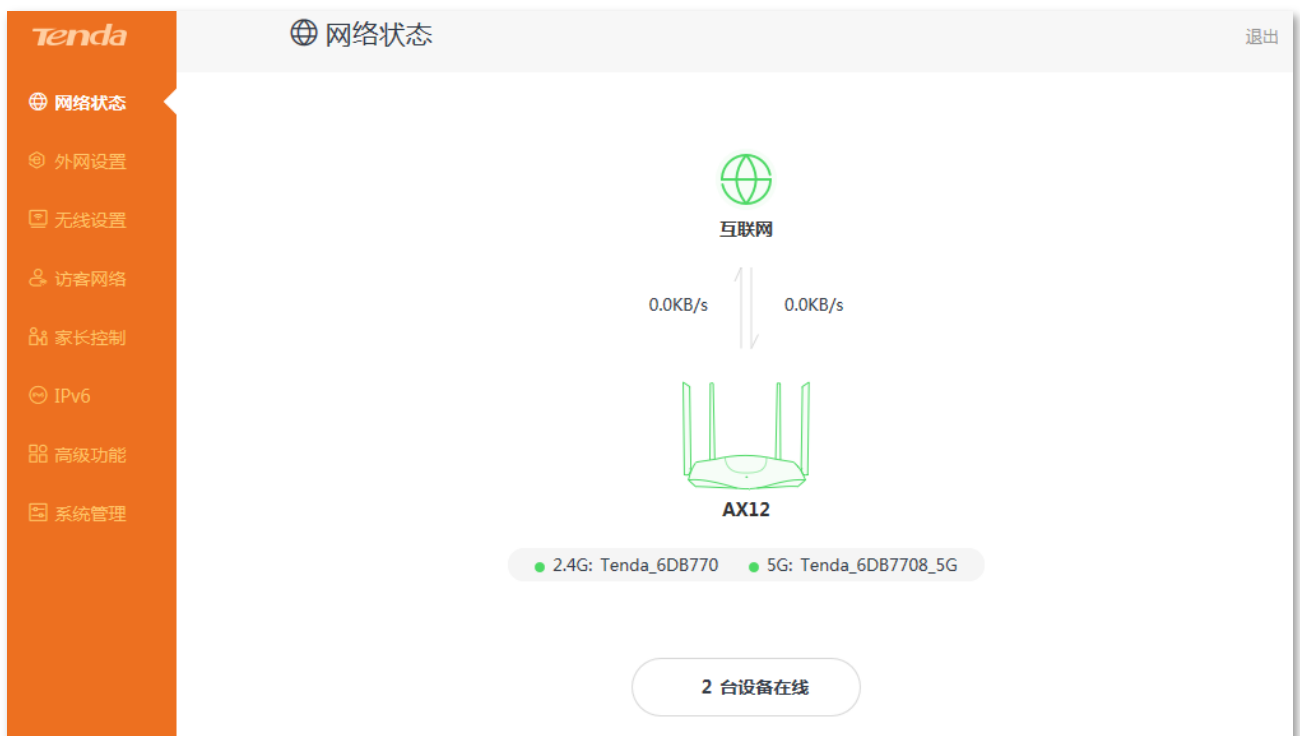 Tenda
网络状态
退出
网络状态
外网设置
无线设置
访客网络
家长控制
IPv6
高级功能
系统管理
互联网
0.0KB/s 0.0KB/s
AX12
2.4G: Tenda_6DB770 5G: Tenda_6DB7708_5G
2 台设备在线